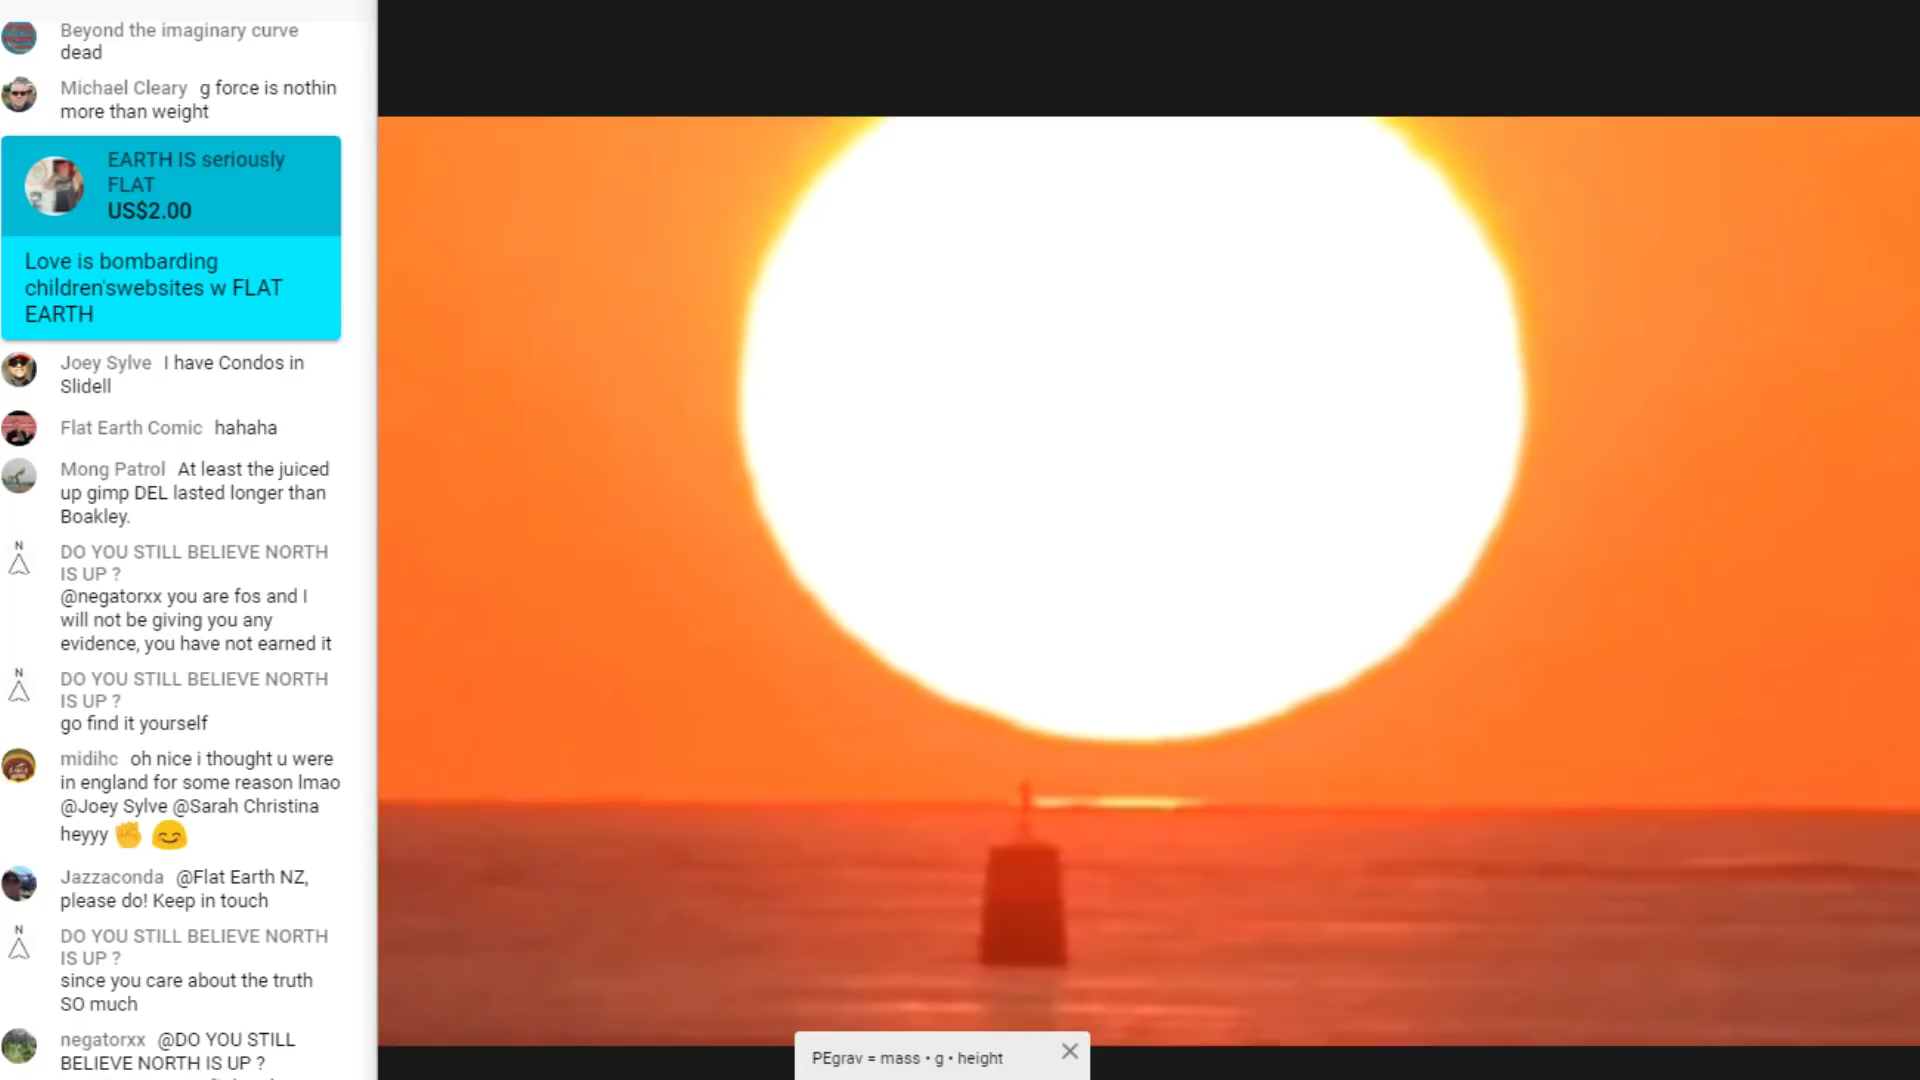 Beyond the imaginary curve
dead
Michael Cleary g force is nothin
more than weight
EARTH IS seriously
FLAT
US$2.00
Love is bombarding
children'swebsites w FLAT
EARTH
Joey Sylve I have Condos in
Slidell
Flat Earth Comic hahaha
Mong Patrol At least the juiced
up gimp DEL lasted longer than
Boakley.
N
DO YOU STILL BELIEVE NORTH
IS UP ?
@negatorxx you are fos and I
will not be giving you any
evidence, you have not earned it
N
DO YOU STILL BELIEVE NORTH
IS UP ?
go find it yourself
midihc oh nice i thought u were
in england for some reason lmao
@Joey Sylve @Sarah Christina
heyyy ✊ 😊
Jazzaconda @Flat Earth NZ,
please do! Keep in touch
N
DO YOU STILL BELIEVE NORTH
IS UP ?
since you care about the truth
SO much
negatorxx @DO YOU STILL
BELIEVE NORTH IS UP ?
PEgrav = mass • g • height